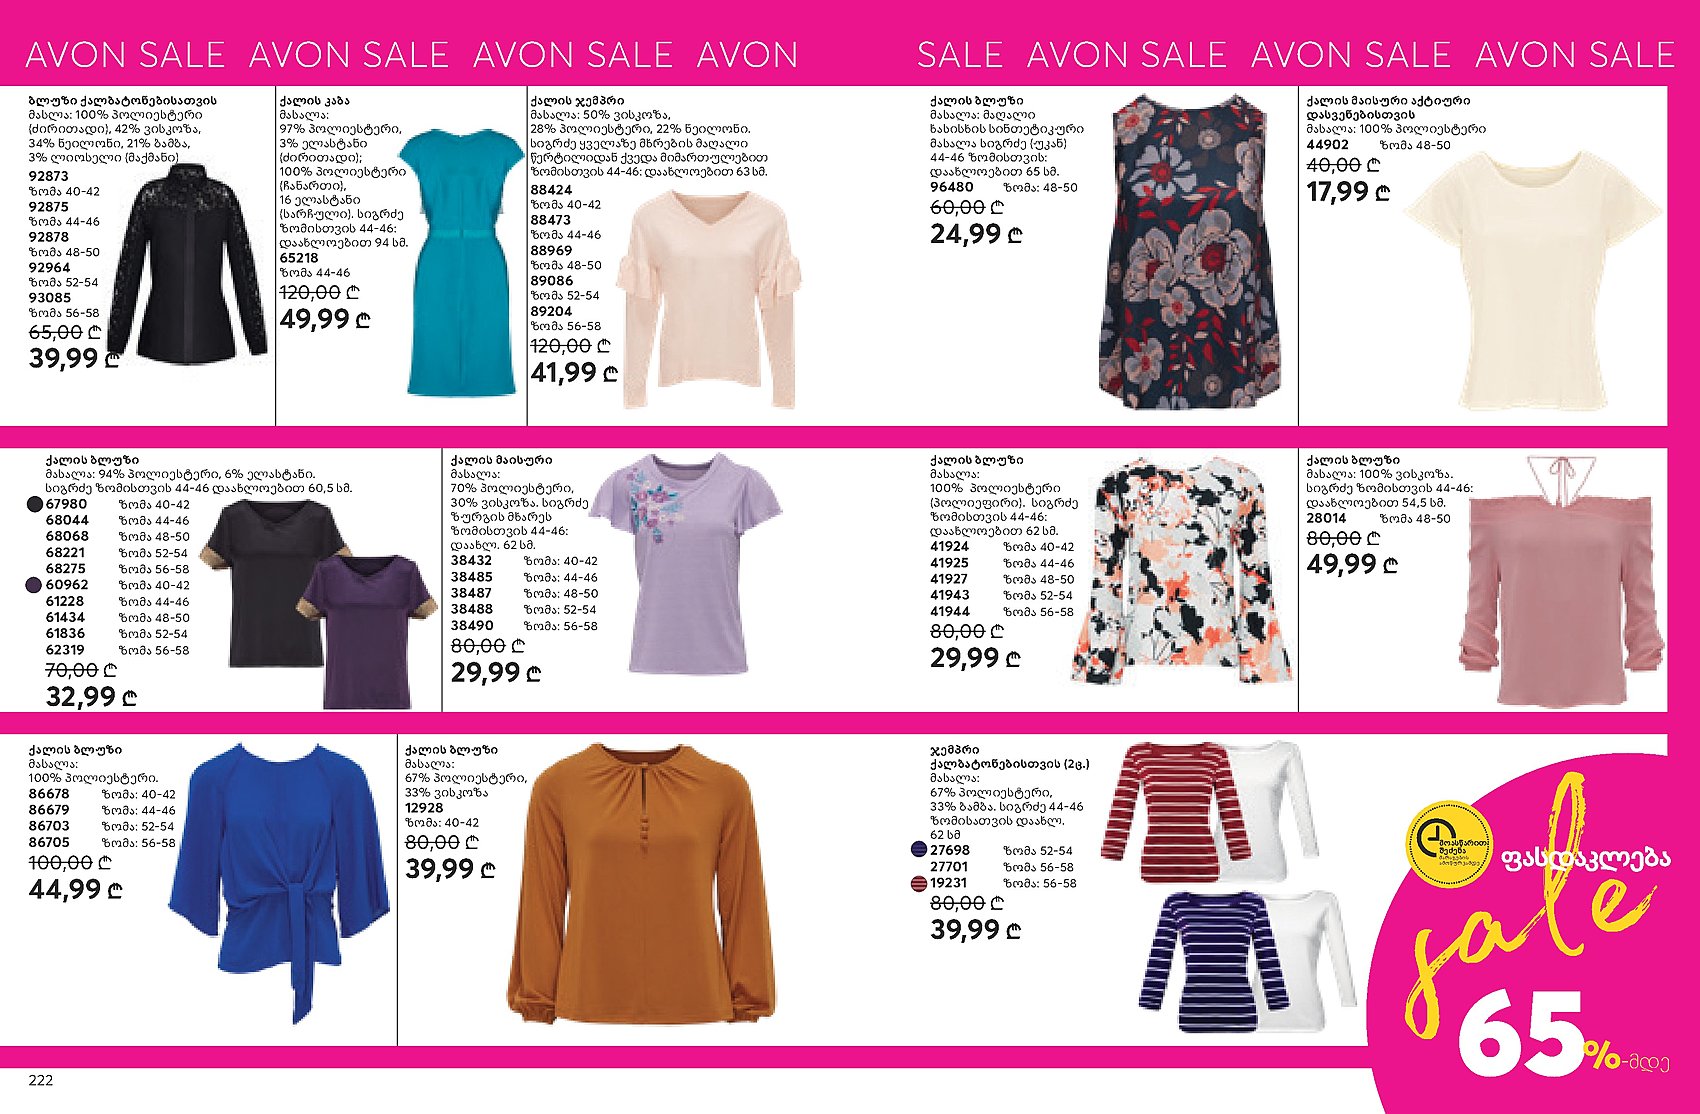 AVON SALE AVON SALE AVON SALE AVON
SALE AVON SALE AVON SALE AVON SALE
ბლუზი ქალბატონებისათვის
მასლა: 100% პოლიესტერი
(ძირითადი), 42% ვისკოზა,
34% ნეილონი, 21% ბამბა,
3% ლიოსელი (მაქმანი)
92873
ზომა 40-42
92875
ზომა 44-46
92878
ზომა 48-50
92964
ზომა 52-54
93085
ზომა 56-58
65,00 ₾
39,99 ₾
ქალის კაბა
მასალა:
97% პოლიესტერი,
3% ელასტანი
(ძირითადი);
100% პოლიესტერი
(ჩანართი),
16 ელასტანი
(სარჩული). სიგრძე
ზომისთვის 44-46:
დაახლოებით 94 სმ.
65218
ზომა 44-46
120,00 ₾
49,99 ₾
ქალის ჯემპრი
მასალა: 50% ვისკოზა,
28% პოლიესტერი, 22% ნეილონი.
სიგრძე ყველაზე მხრების მაღალი
წერტილიდან ქვედა მიმართულებით
ზომისთვის 44-46: დაახლოებით 63 სმ.
88424
ზომა 40-42
88473
ზომა 44-46
88969
ზომა 48-50
89086
ზომა 52-54
89204
ზომა 56-58
120,00 ₾
41,99 ₾
ქალის ბლუზი
მასალა: მაღალი
ხასისხის სინთეტიკური
მასალა სიგრძე (უკან)
44-46 ზომისთვის:
დაახლოებით 65 სმ.
96480 ზომა: 48-50
60,00 ₾
24,99 ₾
ქალის მაისური აქტიური
დასვენებისთვის
მასალა: 100% პოლიესტერი
44902 ზომა 48-50
40,00 ₾
17,99 ₾
ქალის ბლუზი
მასალა: 94% პოლიესტერი, 6% ელასტანი.
სიგრძე ზომისთვის 44-46 დაახლოებით 60,5 სმ.
67980 ზომა 40-42
68044 ზომა 44-46
68068 ზომა 48-50
68221 ზომა 52-54
68275 ზომა 56-58
60962 ზომა 40-42
61228 ზომა 44-46
61434 ზომა 48-50
61836 ზომა 52-54
62319 ზომა 56-58
70,00 ₾
32,99 ₾
ქალის მაისური
მასალა:
70% პოლიესტერი,
30% ვისკოზა. სიგრძე
ზურგის მხარეს
ზომისთვის 44-46:
დაახლ. 62 სმ.
38432 ზომა: 40-42
38485 ზომა: 44-46
38487 ზომა: 48-50
38488 ზომა: 52-54
38490 ზომა: 56-58
80,00 ₾
29,99 ₾
ქალის ბლუზი
მასალა:
100% პოლიესტერი
(პოლიეფირი). სიგრძე
ზომისთვის 44-46:
დაახლოებით 62 სმ.
41924 ზომა 40-42
41925 ზომა 44-46
41927 ზომა 48-50
41943 ზომა 52-54
41944 ზომა 56-58
80,00 ₾
29,99 ₾
ქალის ბლუზი
მასალა: 100% ვისკოზა.
სიგრძე ზომისთვის 44-46:
დაახლოებით 54,5 სმ.
28014 ზომა 48-50
80,00 ₾
49,99 ₾
ქალის ბლუზი
მასალა:
100% პოლიესტერი.
86678 ზომა: 40-42
86679 ზომა: 44-46
86703 ზომა: 52-54
86705 ზომა: 56-58
100,00 ₾
44,99 ₾
ქალის ბლუზი
მასალა:
67% პოლიესტერი,
33% ვისკოზა
12928
ზომა: 40-42
80,00 ₾
39,99 ₾
ჯემპრი
ქალბატონებისთვის (2ც.)
მასალა:
67% პოლიესტერი,
33% ბამბა. სიგრძე 44-46
ზომისათვის დაახლ.
62 სმ
27698 ზომა 52-54
27701 ზომა 56-58
19231 ზომა: 56-58
80,00 ₾
39,99 ₾
მოასწარით
შეძენა
მარაგების
ამოწურვამდე
ფასდაკლება
sale
65%-მდე
222